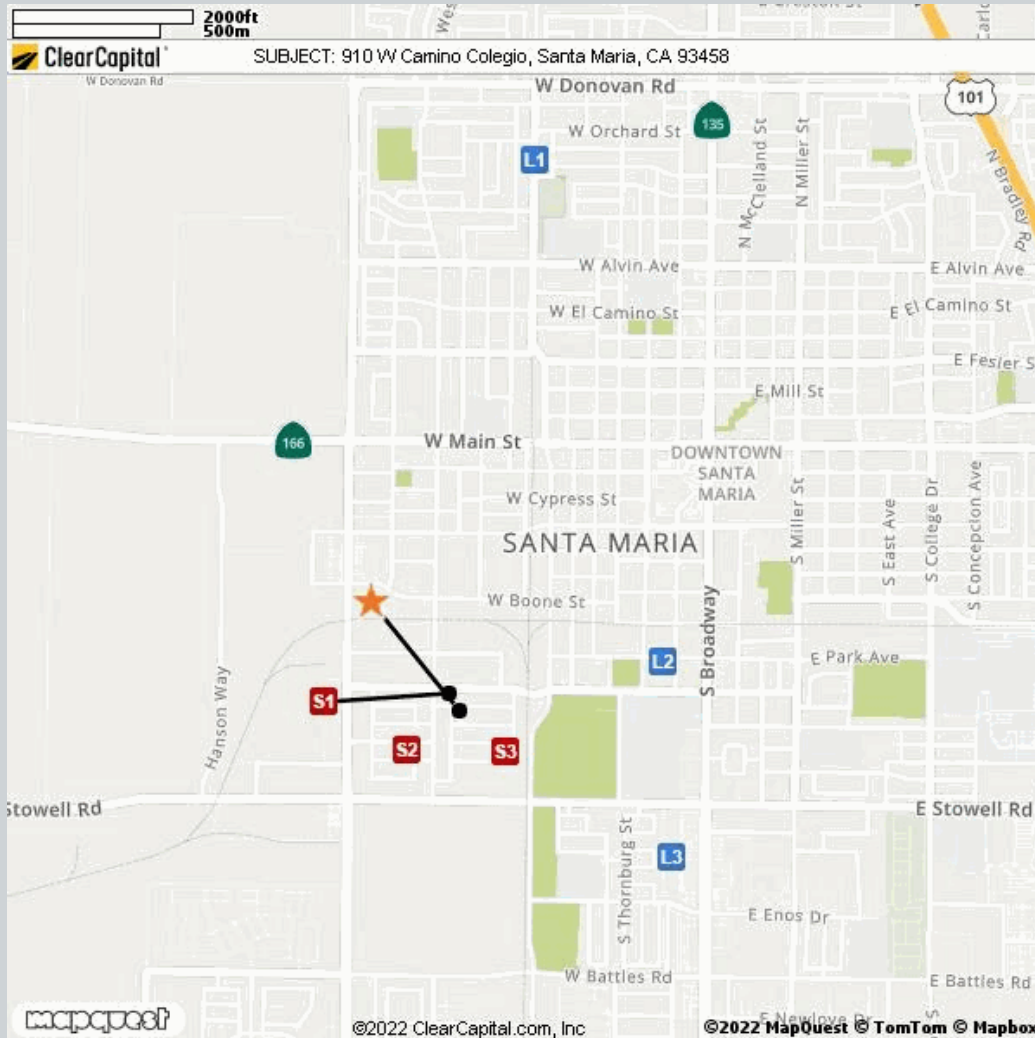 2000ft
500m
ClearCapital
SUBJECT: 910 W Camino Colegio, Santa Maria, CA 93458
W Donovan Rd
W Donovan Rd
101
135
W Orchard St
L1
N McClelland St
N Miller St
N Bradley Rd
W Alvin Ave
E Alvin Ave
W El Camino St
E El Camino St
E Fesler S
E Mill St
166
W Main St
DOWNTOWN
SANTA
MARIA
W Cypress St
S Miller St
S East Ave
S College Dr
S Concepcion Ave
SANTA MARIA
W Boone St
S Broadway
L2
E Park Ave
Hanson Way
S1
S2
S3
Stowell Rd
E Stowell Rd
S Thornburg St
L3
E Enos Dr
W Battles Rd
E Battles Rd
E Newlove Dr
mapquest
©2022 ClearCapital.com, Inc
©2022 MapQuest © TomTom © Mapbox